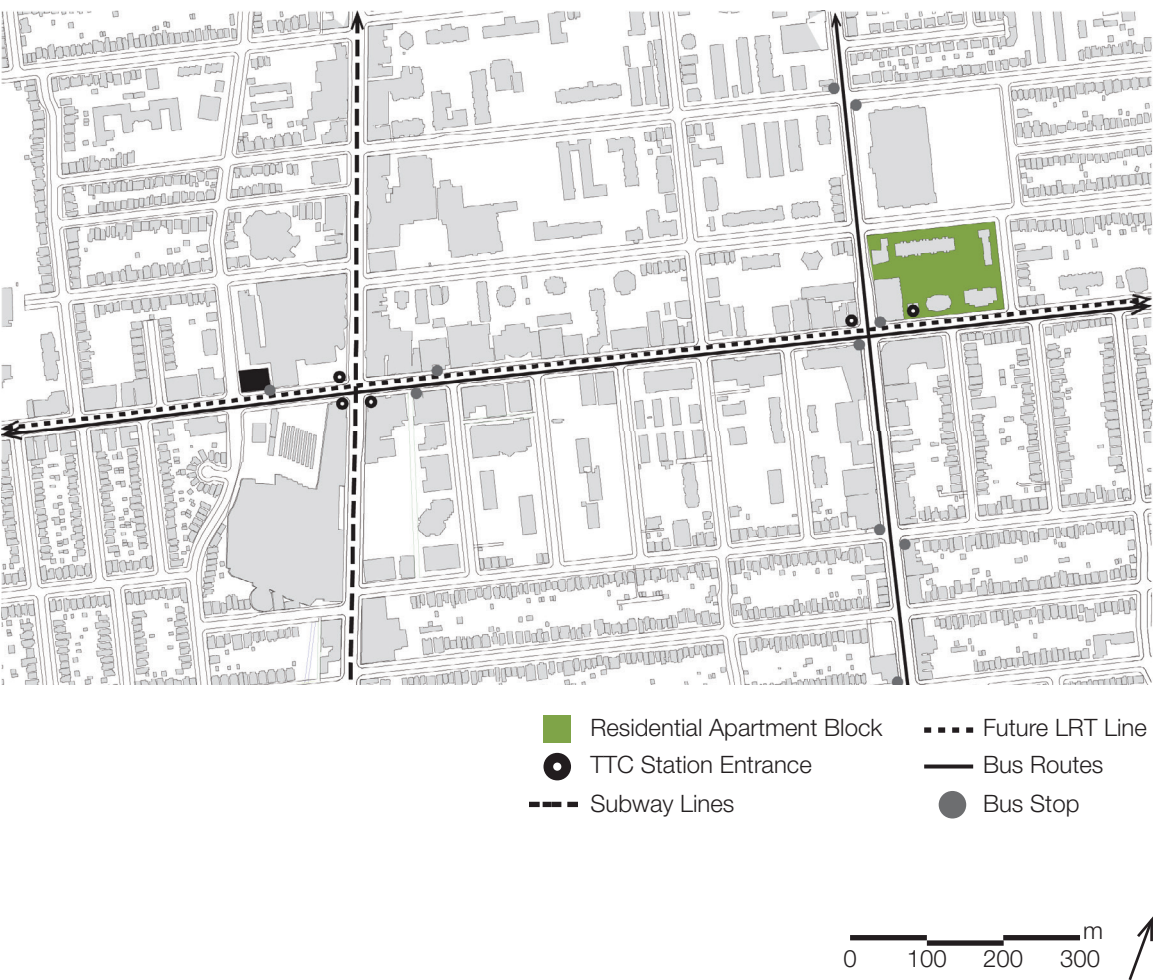 Residential Apartment Block
TTC Station Entrance
Subway Lines
Future LRT Line
Bus Routes
Bus Stop
m
0 100 200 300